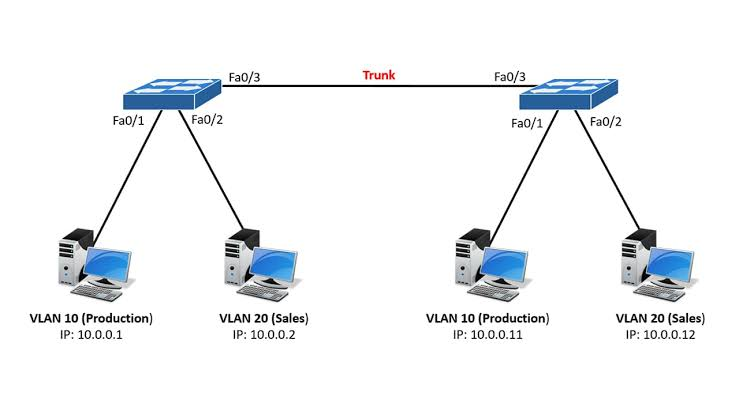 Fa0/3
Trunk
Fa0/3
Fa0/1
Fa0/2
Fa0/1
Fa0/2
VLAN 10 (Production)
IP: 10.0.0.1
VLAN 20 (Sales)
IP: 10.0.0.2
VLAN 10 (Production)
IP: 10.0.0.11
VLAN 20 (Sales)
IP: 10.0.0.12